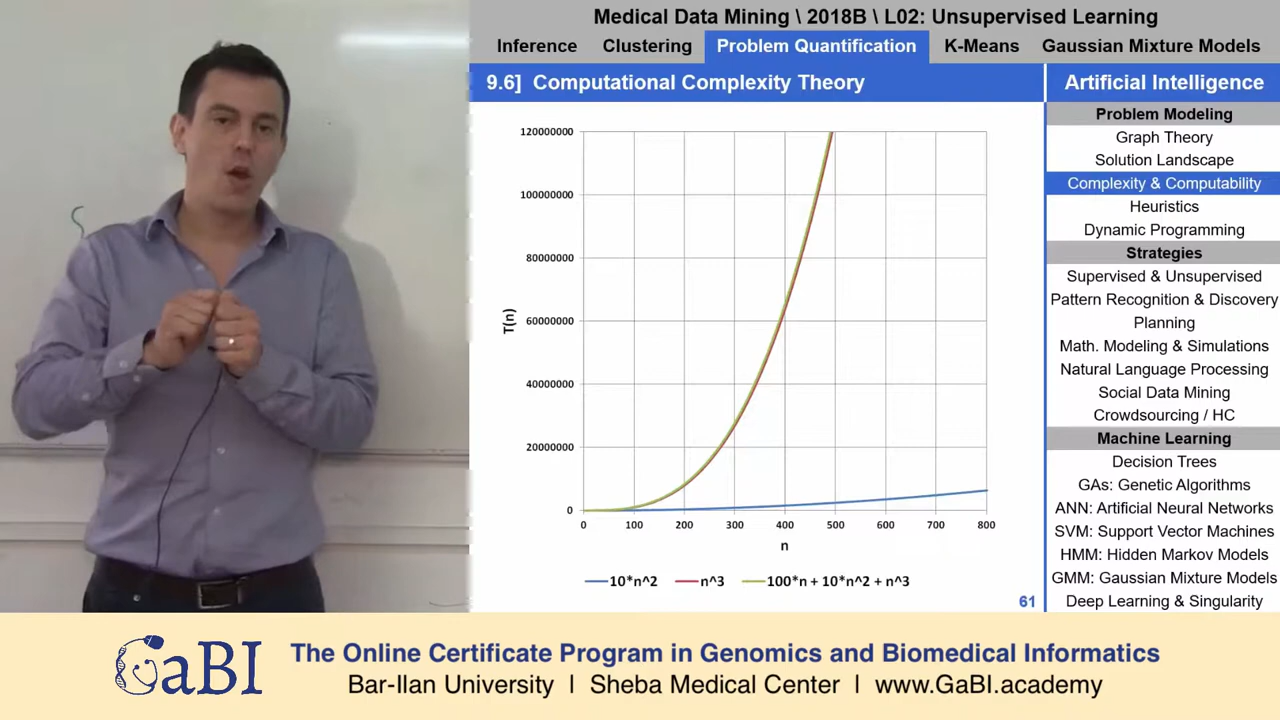 Medical Data Mining \ 2018B \ L02: Unsupervised Learning
Inference Clustering Problem Quantification K-Means Gaussian Mixture Models
9.6] Computational Complexity Theory
Artificial Intelligence
Problem Modeling
Graph Theory
Solution Landscape
Complexity & Computability
Heuristics
Dynamic Programming
Strategies
Supervised & Unsupervised
Pattern Recognition & Discovery
Planning
Math. Modeling & Simulations
Natural Language Processing
Social Data Mining
Crowdsourcing / HC
Machine Learning
Decision Trees
GAs: Genetic Algorithms
ANN: Artificial Neural Networks
SVM: Support Vector Machines
HMM: Hidden Markov Models
GMM: Gaussian Mixture Models
Deep Learning & Singularity
120000000
100000000
80000000
60000000
40000000
20000000
0
T(n)
0 100 200 300 400 500 600 700 800
n
10*n^2 n^3 100*n + 10*n^2 + n^3
61
GaBI
The Online Certificate Program in Genomics and Biomedical Informatics
Bar-Ilan University | Sheba Medical Center | www.GaBI.academy